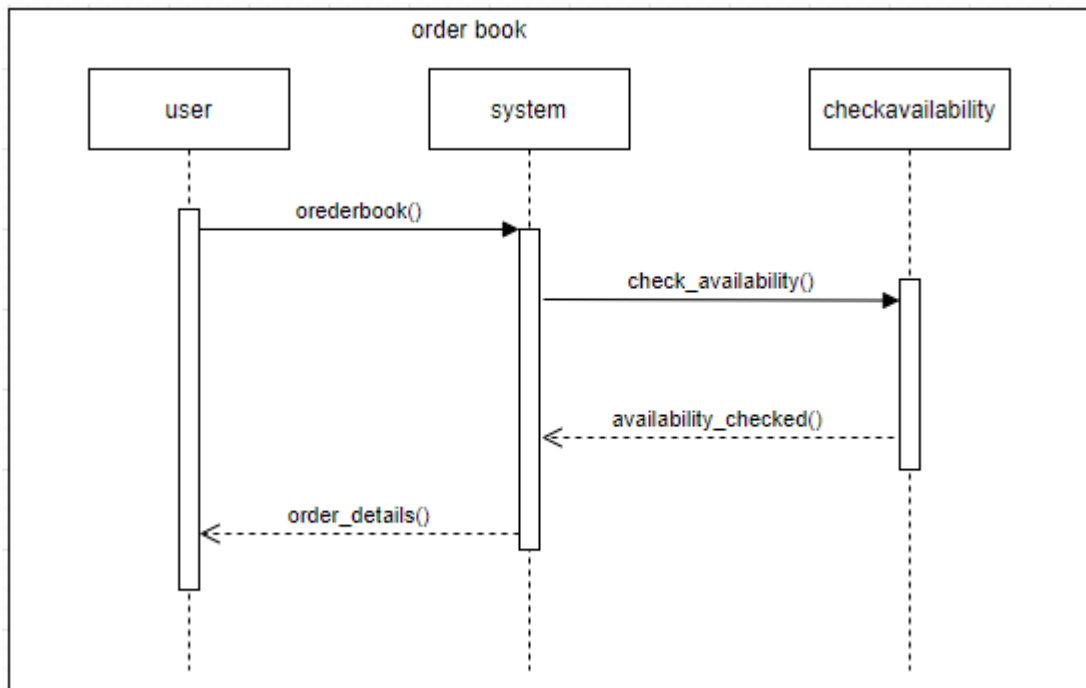 order book
user
system
checkavailability
orederbook()
check_availability()
availability_checked()
order_details()